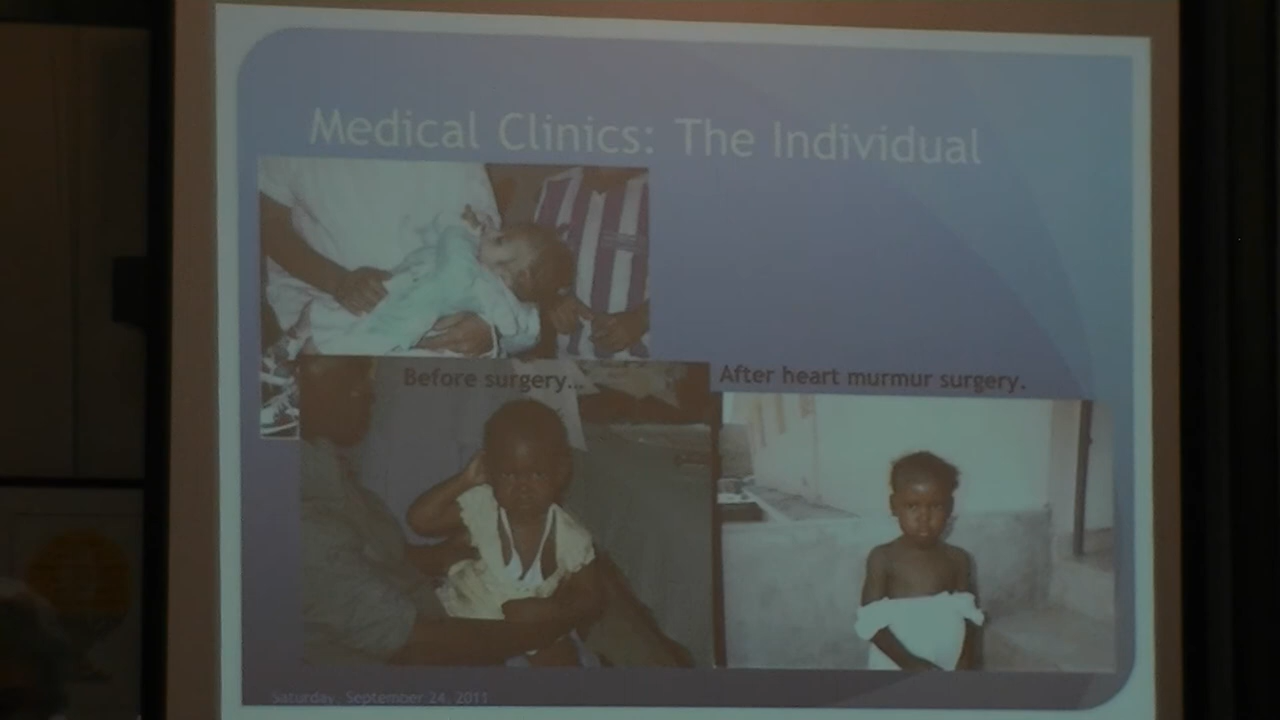 Medical Clinics: The Individual
Before surgery...
After heart murmur surgery.
Saturday, September 24, 2011